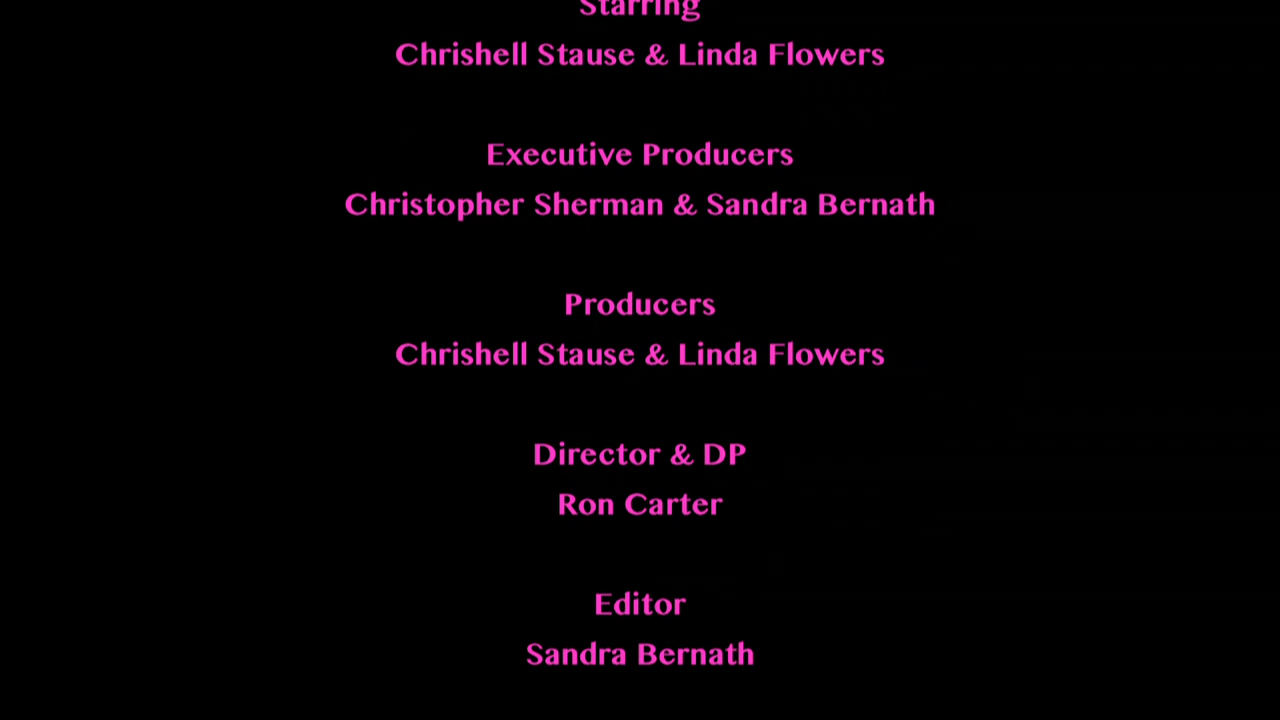 Starring
Chrishell Stause & Linda Flowers
Executive Producers
Christopher Sherman & Sandra Bernath
Producers
Chrishell Stause & Linda Flowers
Director & DP
Ron Carter
Editor
Sandra Bernath